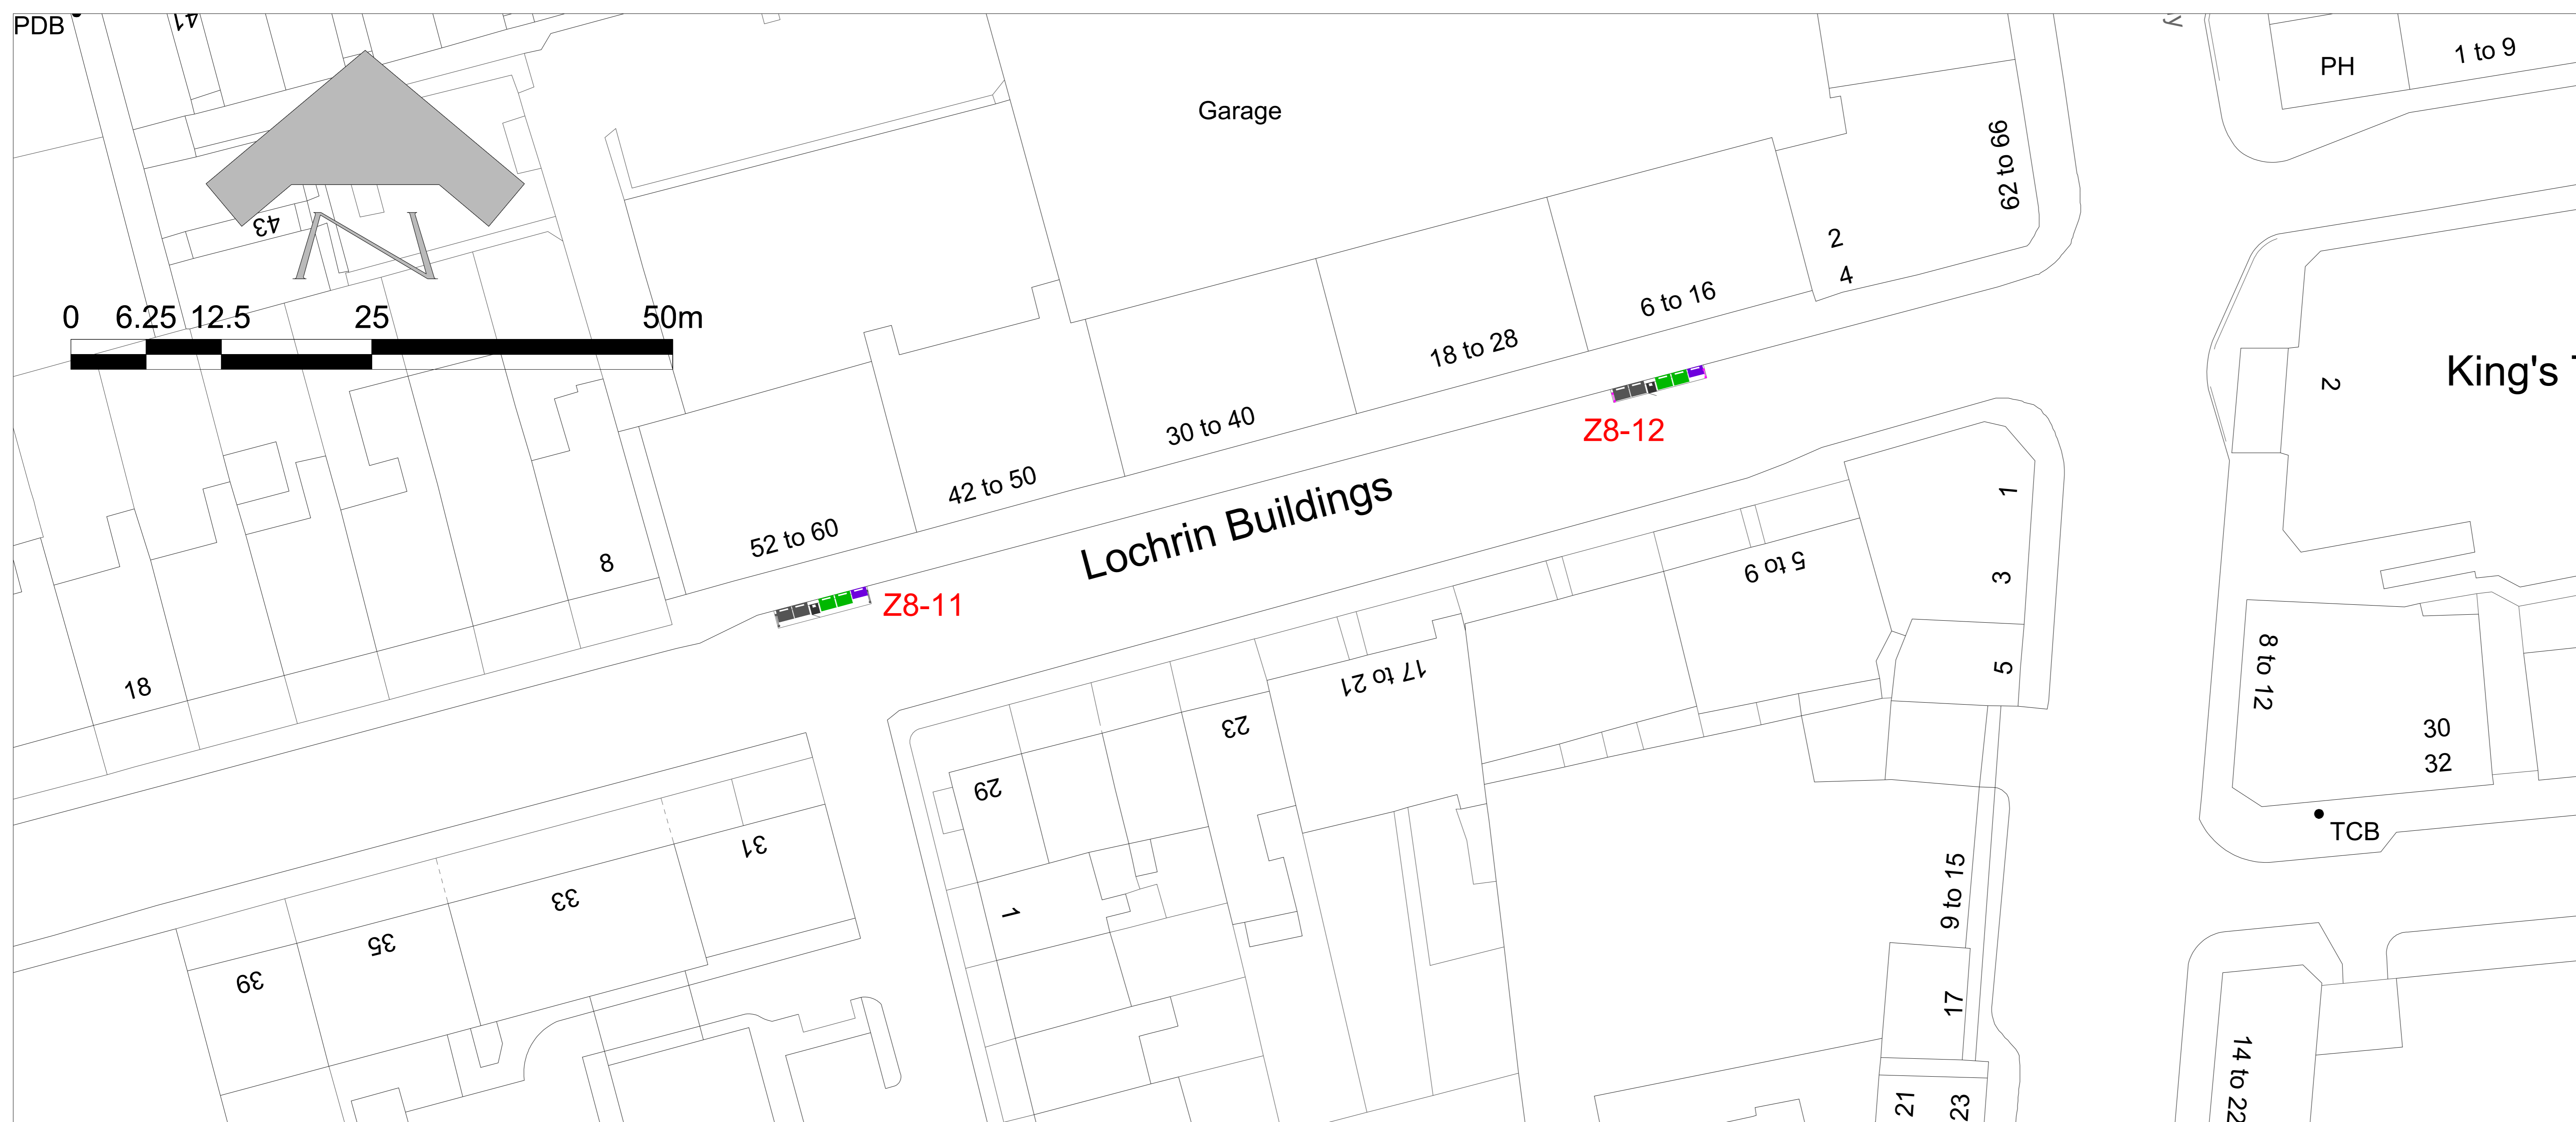 PDB
41
PH
1 to 9
Garage
62 to 66
43
N
2
4
0 6.25 12.5 25 50m
6 to 16
18 to 28
King's
2
30 to 40
Z8-12
42 to 50
Lochrin Buildings
1
52 to 60
8
5 to 9
3
Z8-11
18
17 to 21
5
8 to 12
23
30
32
29
31
TCB
33
1
9 to 15
35
39
17
14 to 22
21
23